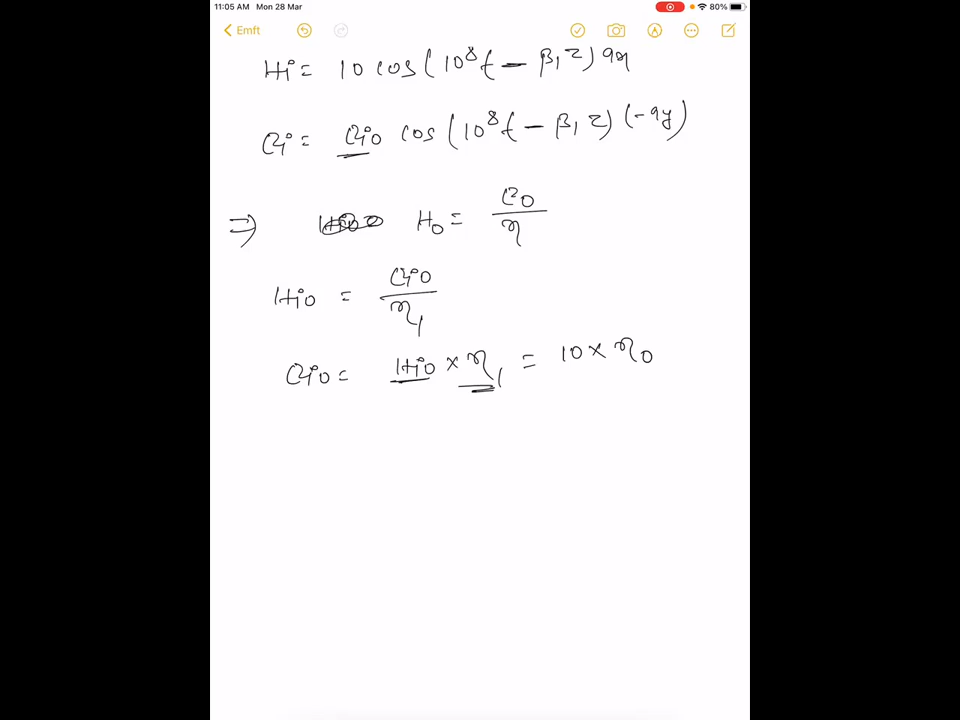 11:05 AM Mon 28 Mar 80%
Emft
Hi = 10 cos(10⁸t - β₁z) ax
Ei = Eio cos(10⁸t - β₁z) (-ay)
⇒ H₀ = E₀/η
Hio = Eio/η₁
Eio = Hio × η₁ = 10 × η₀